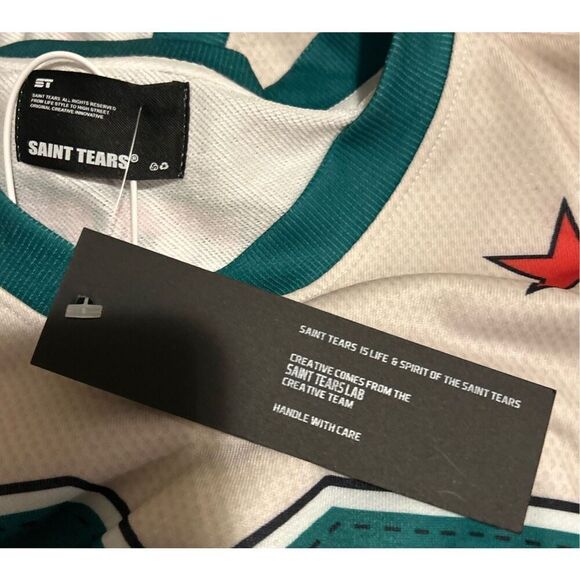 ST
SAINT TEARS ALL RIGHTS RESERVED
FROM LIFE STYLE TO HIGH STREET
ORIGINAL CREATIVE INNOVATIVE
SAINT TEARS®
SAINT TEARS IS LIFE & SPIRIT OF THE SAINT TEARS
CREATIVE COMES FROM THE
SAINT TEARS LAB
CREATIVE TEAM
HANDLE WITH CARE